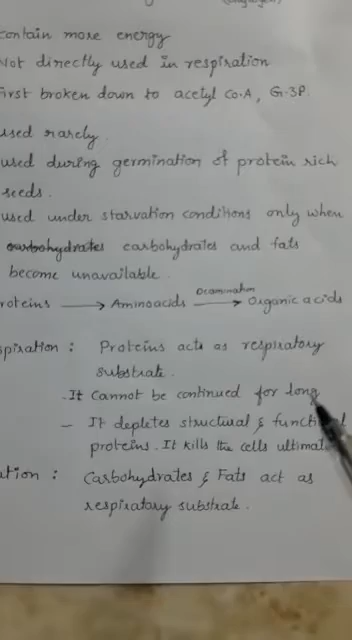 contain more energy
Not directly used in respiration
First broken down to acetyl Co.A, G-3P.
used rarely.
used during germination of protein rich
seeds.
used under starvation conditions only when
carbohydrates carbohydrates and fats
become unavailable.
roteins → Aminoacids Deamination → Organic acids
spiration : Proteins acts as respiratory
substrate.
. It cannot be continued for long
– It depletes structural & functional
proteins. It kills the cells ultimat
ation : Carbohydrates & Fats act as
respiratory substrate.